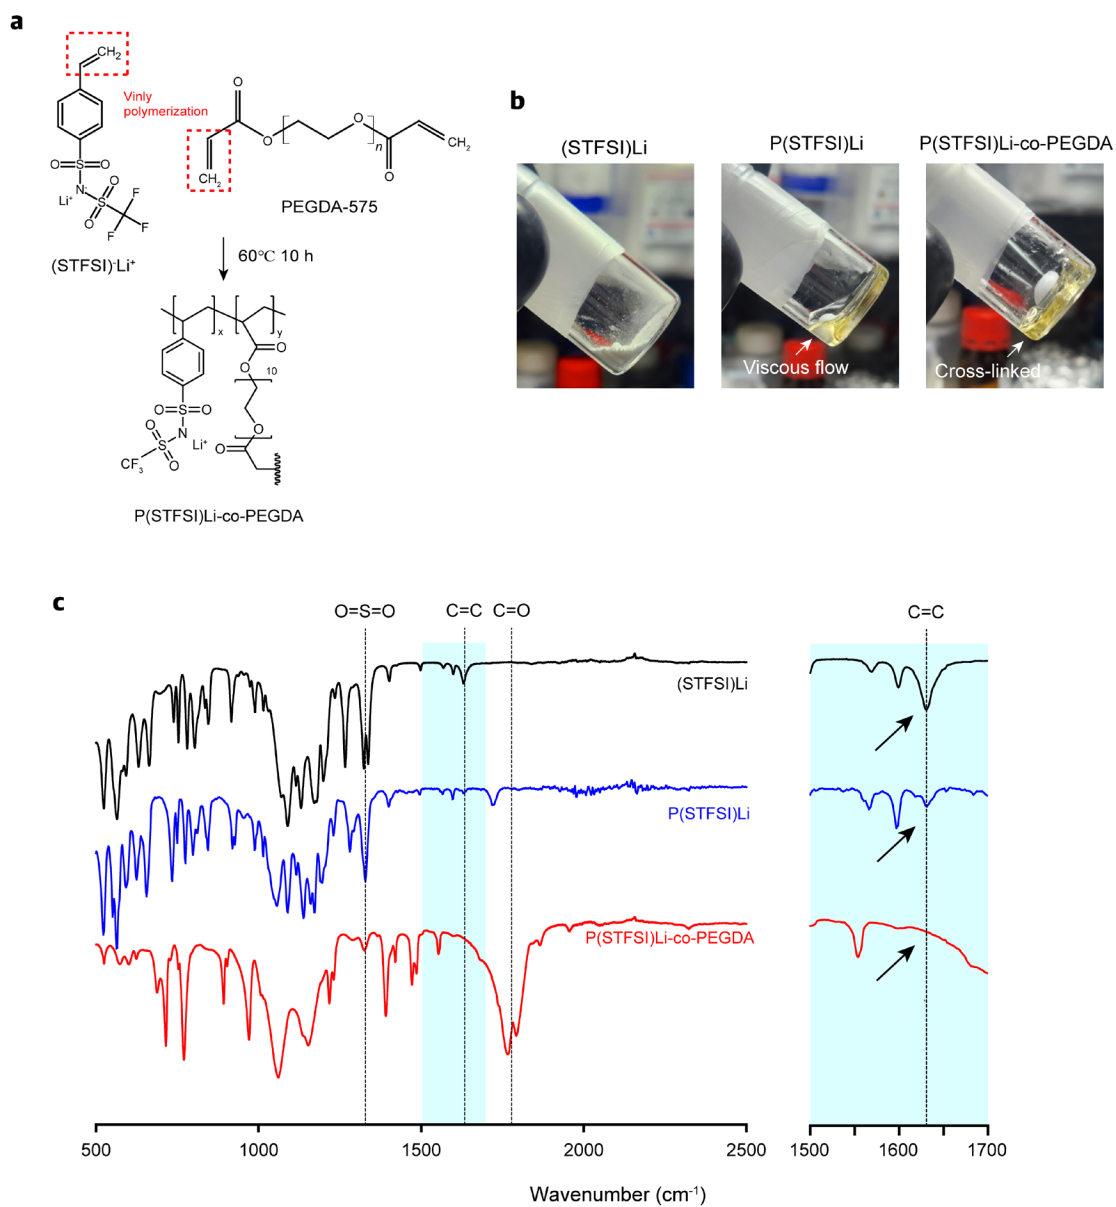 a
CH2
Vinly
polymerization
O
O
O
n
O
CH2
O
CH2
O S O
N-
Li+
O
S
O
F
F
F
PEGDA-575
(STFSI)-Li+
60℃ 10 h
x
y
O
O
10
O
O
O=S=O
N
Li+
O
S
O
CF3
P(STFSI)Li-co-PEGDA
b
(STFSI)Li
P(STFSI)Li
P(STFSI)Li-co-PEGDA
Viscous flow
Cross-linked
c
O=S=O
C=C
C=O
C=C
(STFSI)Li
P(STFSI)Li
P(STFSI)Li-co-PEGDA
500
1000
1500
2000
2500
1500
1600
1700
Wavenumber (cm-1)